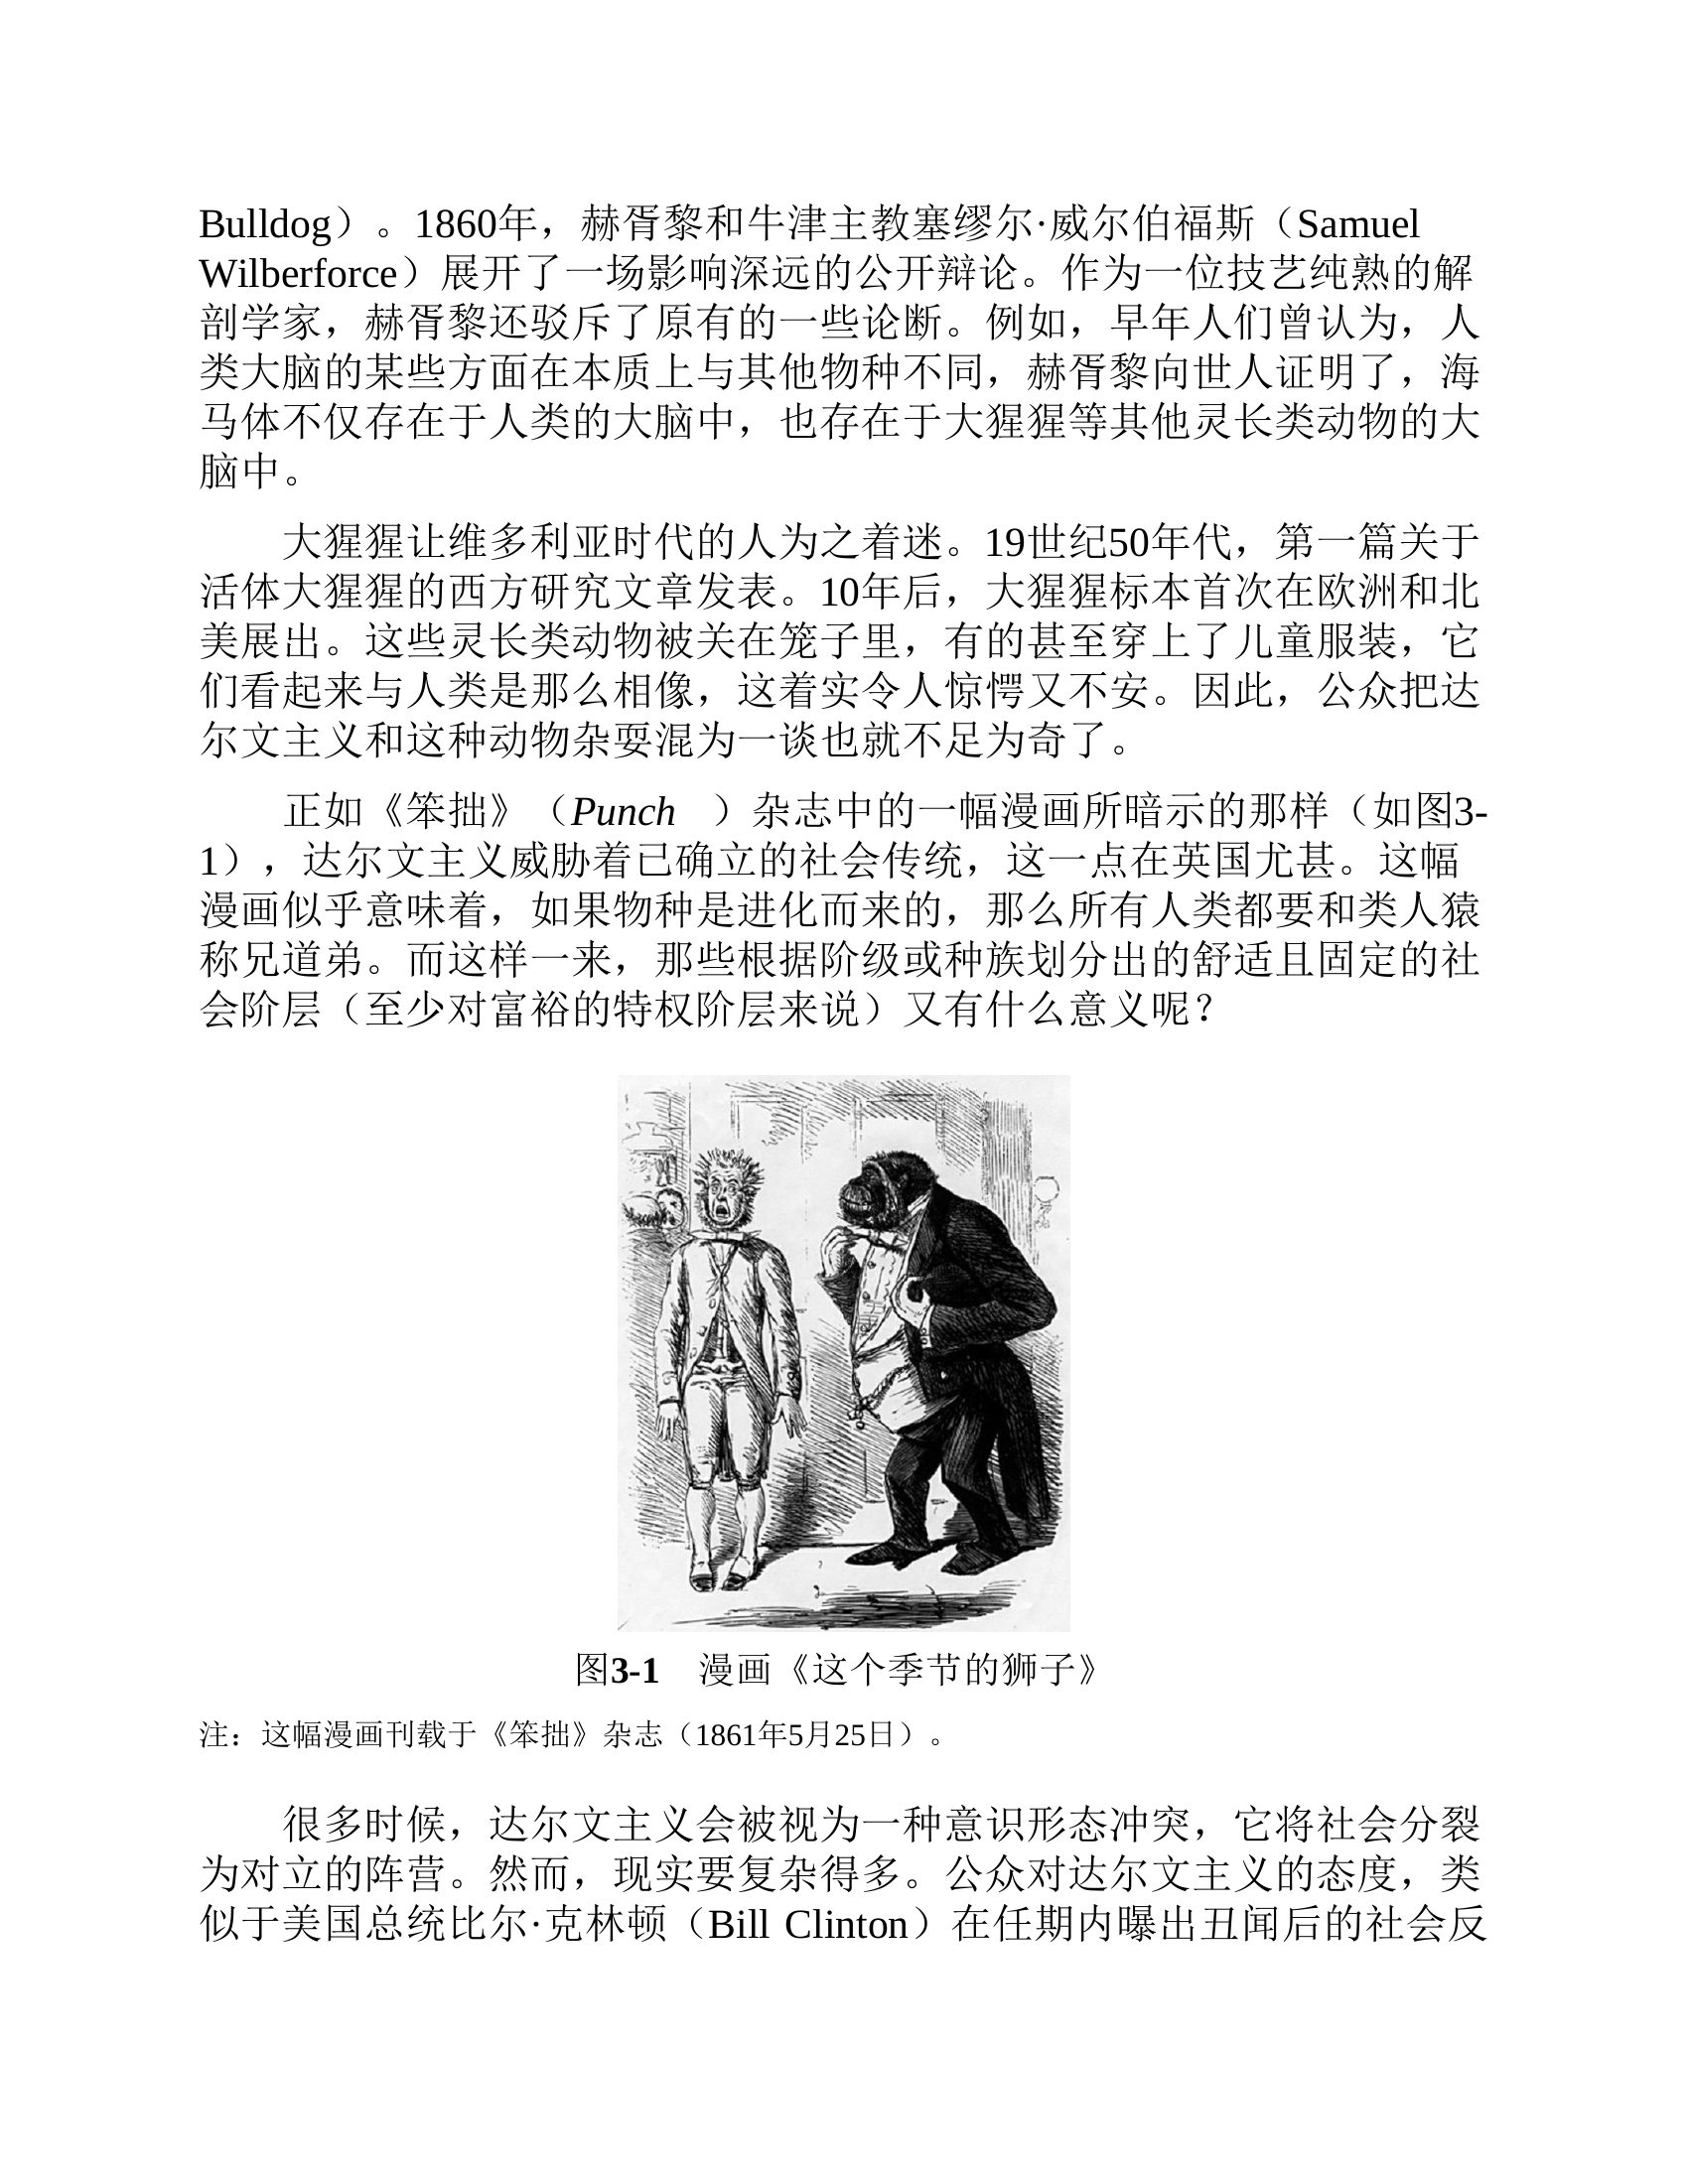 Bulldog）。1860年，赫胥黎和牛津主教塞缪尔·威尔伯福斯（Samuel
Wilberforce）展开了一场影响深远的公开辩论。作为一位技艺纯熟的解
剖学家，赫胥黎还驳斥了原有的一些论断。例如，早年人们曾认为，人
类大脑的某些方面在本质上与其他物种不同，赫胥黎向世人证明了，海
马体不仅存在于人类的大脑中，也存在于大猩猩等其他灵长类动物的大
脑中。
大猩猩让维多利亚时代的人为之着迷。19世纪50年代，第一篇关于
活体大猩猩的西方研究文章发表。10年后，大猩猩标本首次在欧洲和北
美展出。这些灵长类动物被关在笼子里，有的甚至穿上了儿童服装，它
们看起来与人类是那么相像，这着实令人惊愕又不安。因此，公众把达
尔文主义和这种动物杂耍混为一谈也就不足为奇了。
正如《笨拙》（Punch ）杂志中的一幅漫画所暗示的那样（如图3-
1），达尔文主义威胁着已确立的社会传统，这一点在英国尤甚。这幅
漫画似乎意味着，如果物种是进化而来的，那么所有人类都要和类人猿
称兄道弟。而这样一来，那些根据阶级或种族划分出的舒适且固定的社
会阶层（至少对富裕的特权阶层来说）又有什么意义呢？
图3-1 漫画《这个季节的狮子》
注：这幅漫画刊载于《笨拙》杂志（1861年5月25日）。
很多时候，达尔文主义会被视为一种意识形态冲突，它将社会分裂
为对立的阵营。然而，现实要复杂得多。公众对达尔文主义的态度，类
似于美国总统比尔·克林顿（Bill Clinton）在任期内曝出丑闻后的社会反